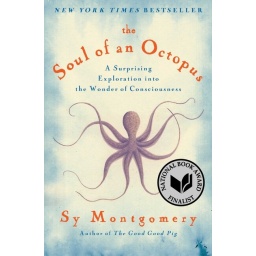 NEW YORK TIMES BESTSELLER
the
Soul of an Octopus
A Surprising
Exploration into
the Wonder of Consciousness
NATIONAL BOOK AWARD
FINALIST
Sy Montgomery
Author of The Good Good Pig